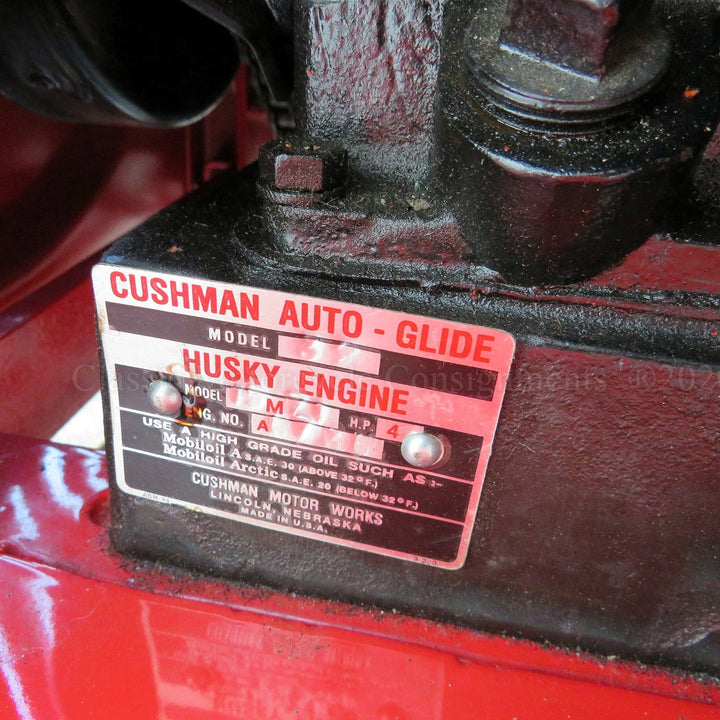 CUSHMAN AUTO-GLIDE
MODEL 32
HUSKY ENGINE
MODEL M
ENG. NO. A H.P. 4
USE A HIGH GRADE OIL SUCH AS :-
Mobiloil A S.A.E. 30 (ABOVE 32° F.)
Mobiloil Arctic S.A.E. 20 (BELOW 32° F.)
CUSHMAN MOTOR WORKS
LINCOLN, NEBRASKA
MADE IN U.S.A.